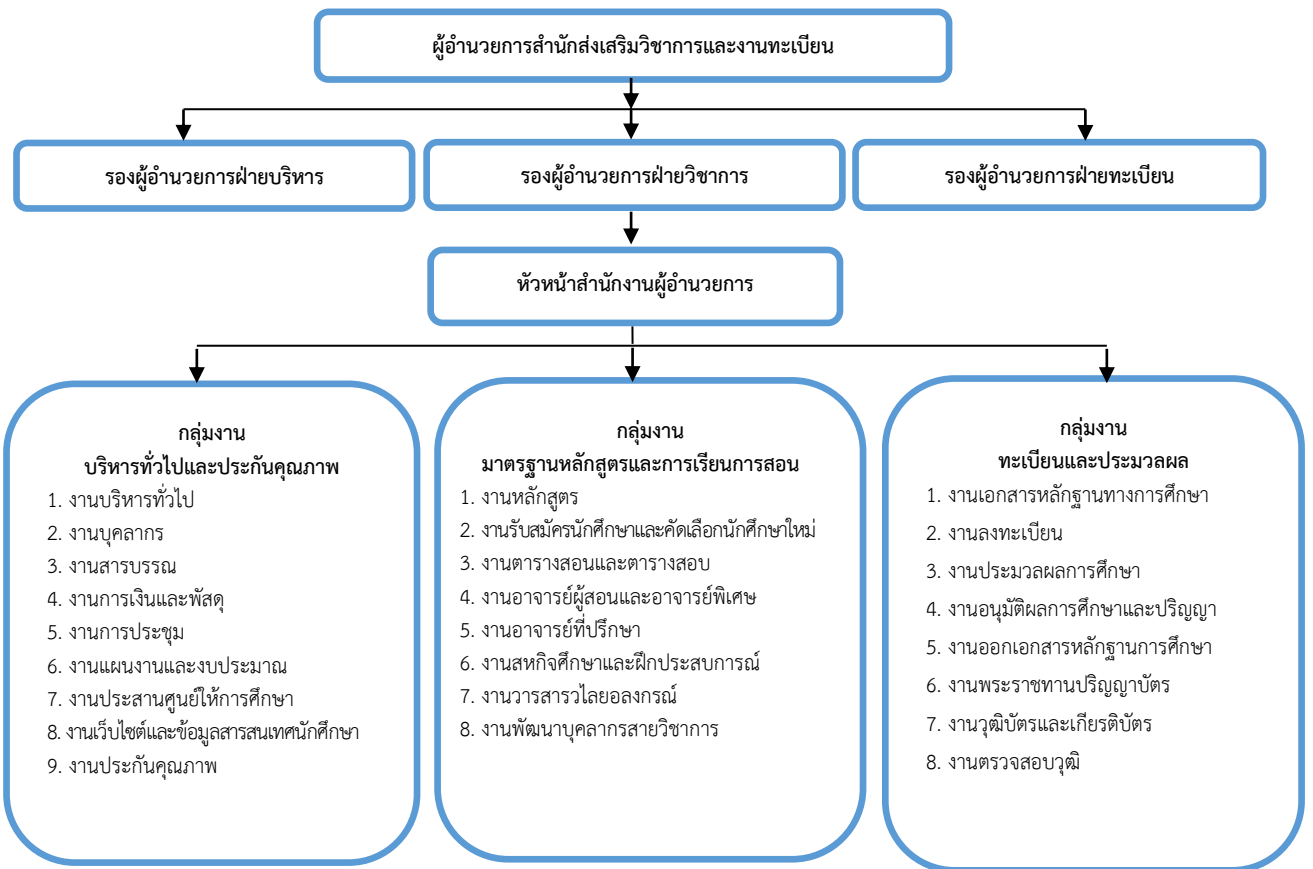 ผู้อำนวยการสำนักส่งเสริมวิชาการและงานทะเบียน
รองผู้อำนวยการฝ่ายบริหาร
รองผู้อำนวยการฝ่ายวิชาการ
รองผู้อำนวยการฝ่ายทะเบียน
หัวหน้าสำนักงานผู้อำนวยการ
กลุ่มงาน
บริหารทั่วไปและประกันคุณภาพ
1. งานบริหารทั่วไป
2. งานบุคลากร
3. งานสารบรรณ
4. งานการเงินและพัสดุ
5. งานการประชุม
6. งานแผนงานและงบประมาณ
7. งานประสานศูนย์ให้การศึกษา
8. งานเว็บไซต์และข้อมูลสารสนเทศนักศึกษา
9. งานประกันคุณภาพ
กลุ่มงาน
มาตรฐานหลักสูตรและการเรียนการสอน
1. งานหลักสูตร
2. งานรับสมัครนักศึกษาและคัดเลือกนักศึกษาใหม่
3. งานตารางสอนและตารางสอบ
4. งานอาจารย์ผู้สอนและอาจารย์พิเศษ
5. งานอาจารย์ที่ปรึกษา
6. งานสหกิจศึกษาและฝึกประสบการณ์
7. งานวารสารวไลยอลงกรณ์
8. งานพัฒนาบุคลากรสายวิชาการ
กลุ่มงาน
ทะเบียนและประมวลผล
1. งานเอกสารหลักฐานทางการศึกษา
2. งานลงทะเบียน
3. งานประมวลผลการศึกษา
4. งานอนุมัติผลการศึกษาและปริญญา
5. งานออกเอกสารหลักฐานการศึกษา
6. งานพระราชทานปริญญาบัตร
7. งานวุฒิบัตรและเกียรติบัตร
8. งานตรวจสอบวุฒิ